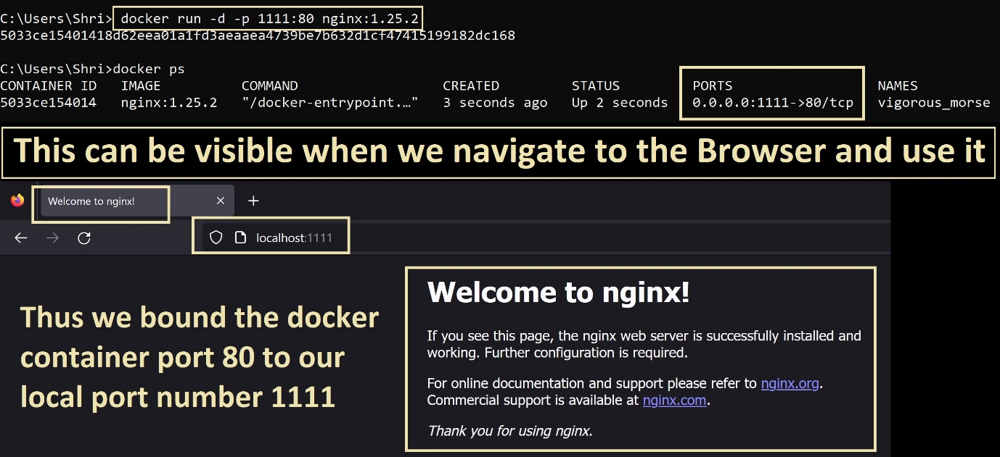 C:\Users\Shri> docker run -d -p 1111:80 nginx:1.25.2
5033ce15401418d62eea01a1fd3aeaaea4739be7b632d1cf47415199182dc168
C:\Users\Shri>docker ps
CONTAINER ID IMAGE COMMAND CREATED STATUS PORTS NAMES
5033ce154014 nginx:1.25.2 "/docker-entrypoint.…" 3 seconds ago Up 2 seconds 0.0.0.0:1111->80/tcp vigorous_morse
This can be visible when we navigate to the Browser and use it
Welcome to nginx!
localhost:1111
Thus we bound the docker
container port 80 to our
local port number 1111
Welcome to nginx!
If you see this page, the nginx web server is successfully installed and
working. Further configuration is required.
For online documentation and support please refer to nginx.org.
Commercial support is available at nginx.com.
Thank you for using nginx.